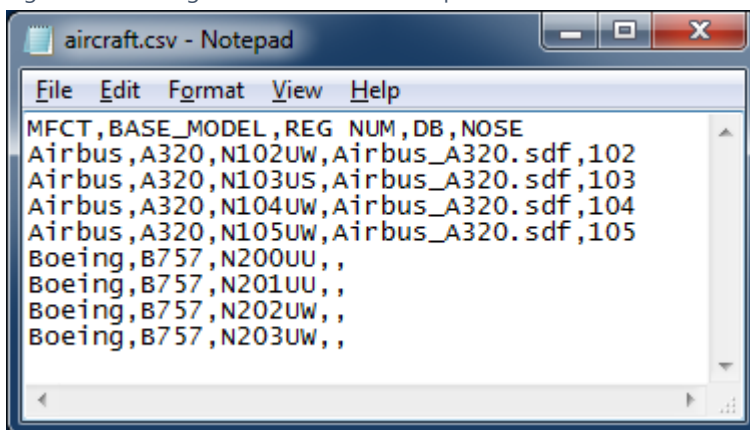 aircraft.csv - Notepad
File Edit Format View Help
MFCT,BASE_MODEL,REG NUM,DB,NOSE
Airbus,A320,N102UW,Airbus_A320.sdf,102
Airbus,A320,N103US,Airbus_A320.sdf,103
Airbus,A320,N104UW,Airbus_A320.sdf,104
Airbus,A320,N105UW,Airbus_A320.sdf,105
Boeing,B757,N200UU,,
Boeing,B757,N201UU,,
Boeing,B757,N202UW,,
Boeing,B757,N203UW,,